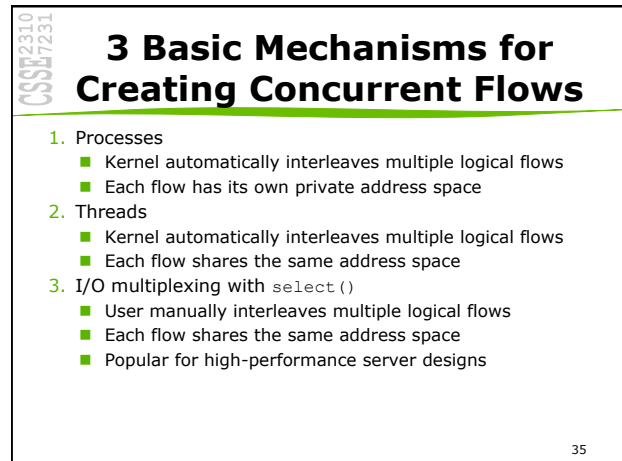 CSSE2310
7231
3 Basic Mechanisms for
Creating Concurrent Flows
1. Processes
Kernel automatically interleaves multiple logical flows
Each flow has its own private address space
2. Threads
Kernel automatically interleaves multiple logical flows
Each flow shares the same address space
3. I/O multiplexing with select()
User manually interleaves multiple logical flows
Each flow shares the same address space
Popular for high-performance server designs
35